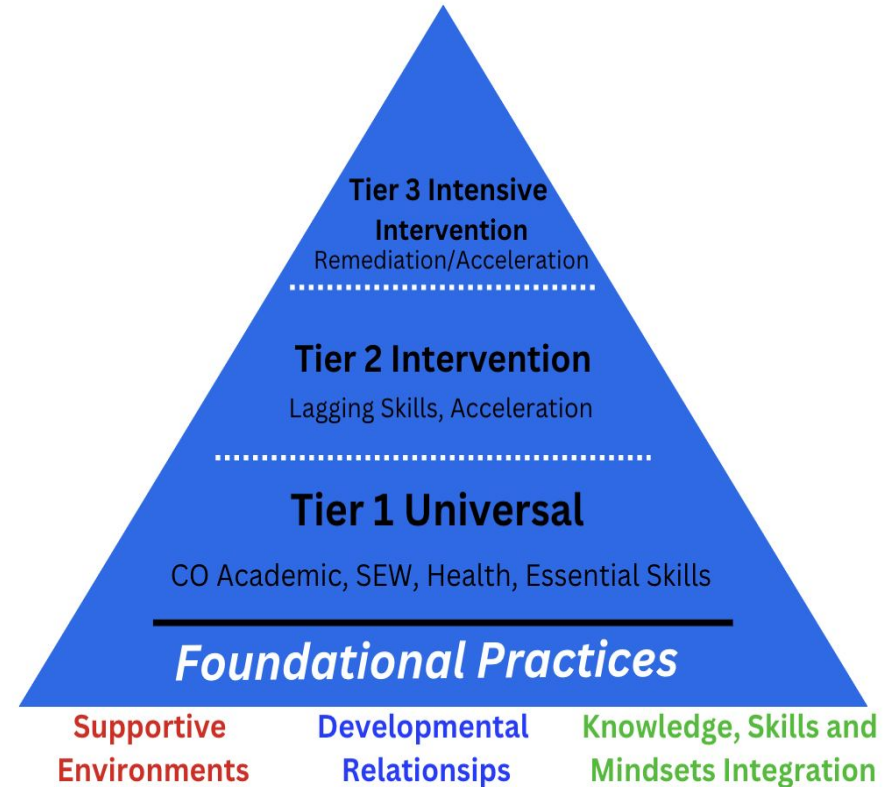 Tier 3 Intensive
Intervention
Remediation/Acceleration
Tier 2 Intervention
Lagging Skills, Acceleration
Tier 1 Universal
CO Academic, SEW, Health, Essential Skills
Foundational Practices
Supportive
Environments
Developmental
Relationsips
Knowledge, Skills and
Mindsets Integration